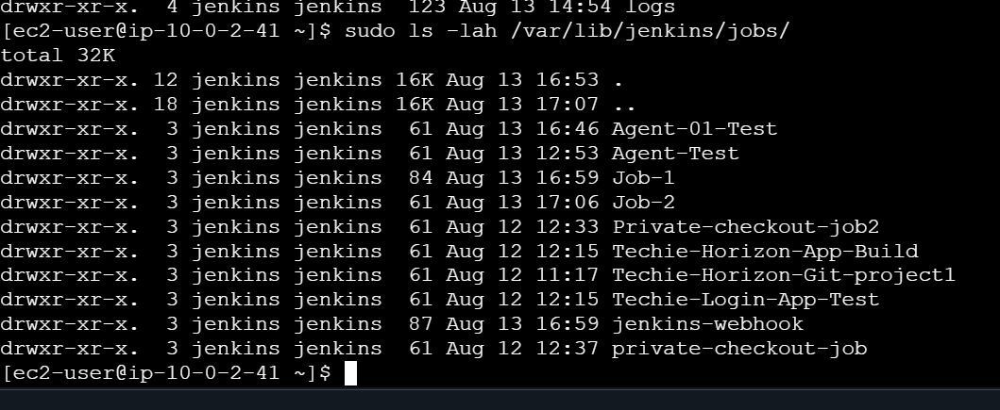 drwxr-xr-x.  4 jenkins jenkins  123 Aug 13 14:54 logs
[ec2-user@ip-10-0-2-41 ~]$ sudo ls -lah /var/lib/jenkins/jobs/
total 32K
drwxr-xr-x. 12 jenkins jenkins 16K Aug 13 16:53 .
drwxr-xr-x. 18 jenkins jenkins 16K Aug 13 17:07 ..
drwxr-xr-x.  3 jenkins jenkins  61 Aug 13 16:46 Agent-01-Test
drwxr-xr-x.  3 jenkins jenkins  61 Aug 13 12:53 Agent-Test
drwxr-xr-x.  3 jenkins jenkins  84 Aug 13 16:59 Job-1
drwxr-xr-x.  3 jenkins jenkins  61 Aug 13 17:06 Job-2
drwxr-xr-x.  3 jenkins jenkins  61 Aug 12 12:33 Private-checkout-job2
drwxr-xr-x.  3 jenkins jenkins  61 Aug 12 12:15 Techie-Horizon-App-Build
drwxr-xr-x.  3 jenkins jenkins  61 Aug 12 11:17 Techie-Horizon-Git-project1
drwxr-xr-x.  3 jenkins jenkins  61 Aug 12 12:15 Techie-Login-App-Test
drwxr-xr-x.  3 jenkins jenkins  87 Aug 13 16:59 jenkins-webhook
drwxr-xr-x.  3 jenkins jenkins  61 Aug 12 12:37 private-checkout-job
[ec2-user@ip-10-0-2-41 ~]$